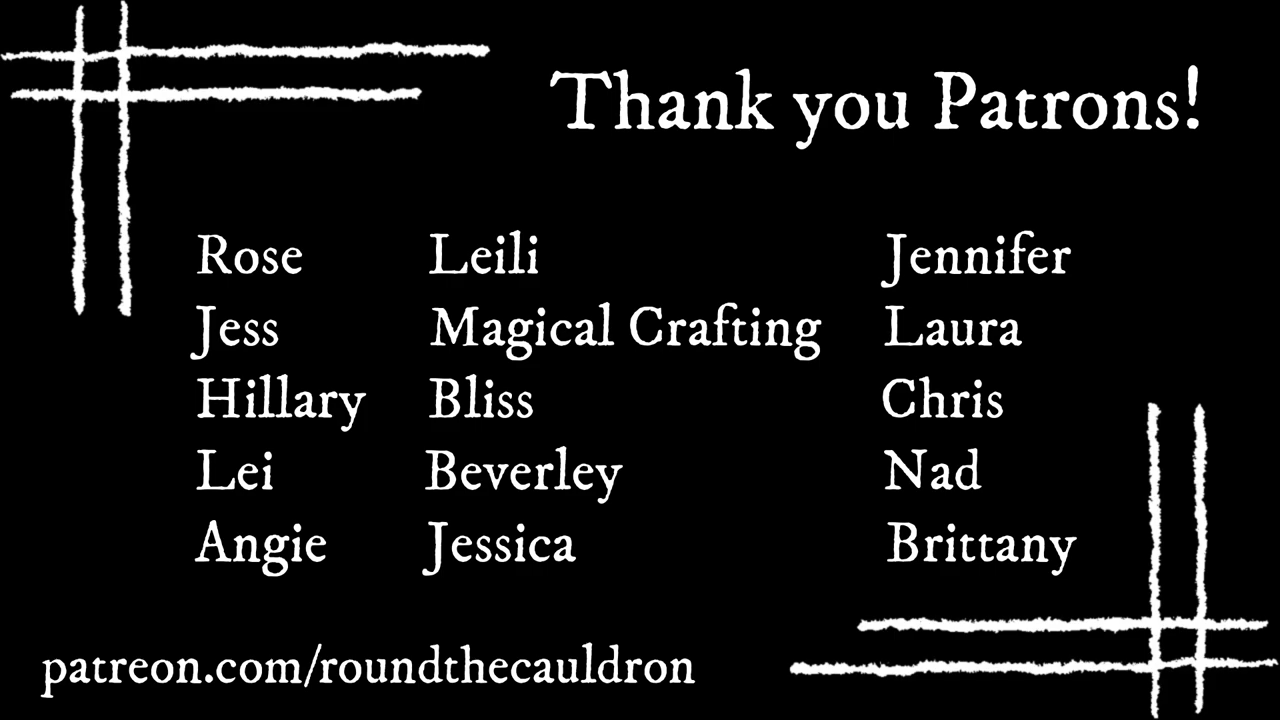 Thank you Patrons!
Rose Leili Jennifer
Jess Magical Crafting Laura
Hillary Bliss Chris
Lei Beverley Nad
Angie Jessica Brittany
patreon.com/roundthecauldron